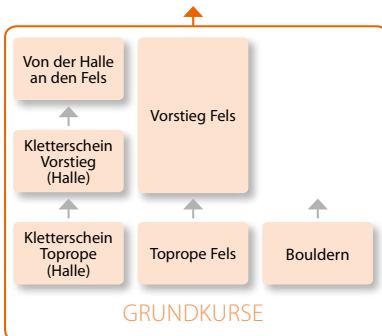 Von der Halle
an den Fels
Vorstieg Fels
Kletterschein
Vorstieg
(Halle)
Kletterschein
Toprope
(Halle)
Toprope Fels
Bouldern
GRUNDKURSE